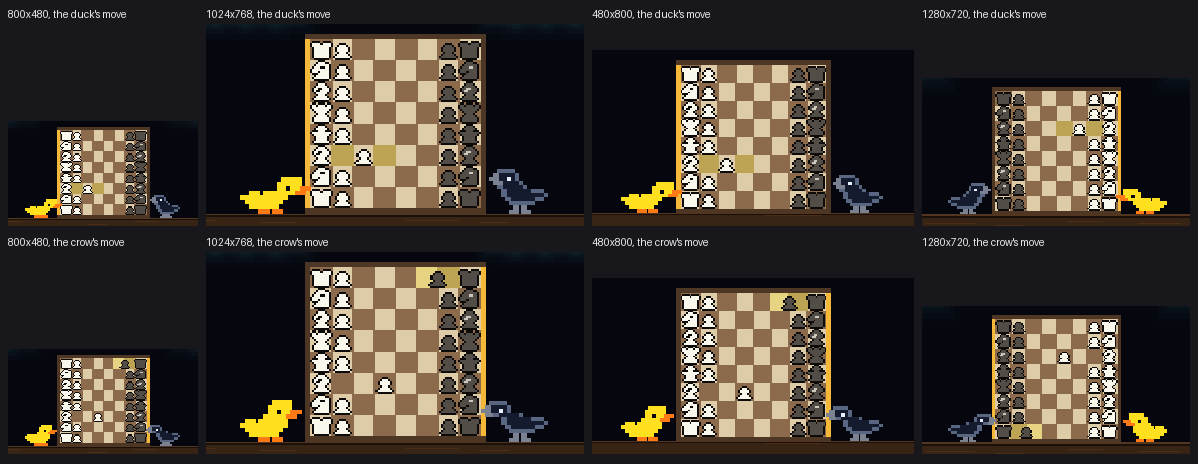 800x480, the duck's move
1024x768, the duck's move
480x800, the duck's move
1280x720, the duck's move
800x480, the crow's move
1024x768, the crow's move
480x800, the crow's move
1280x720, the crow's move